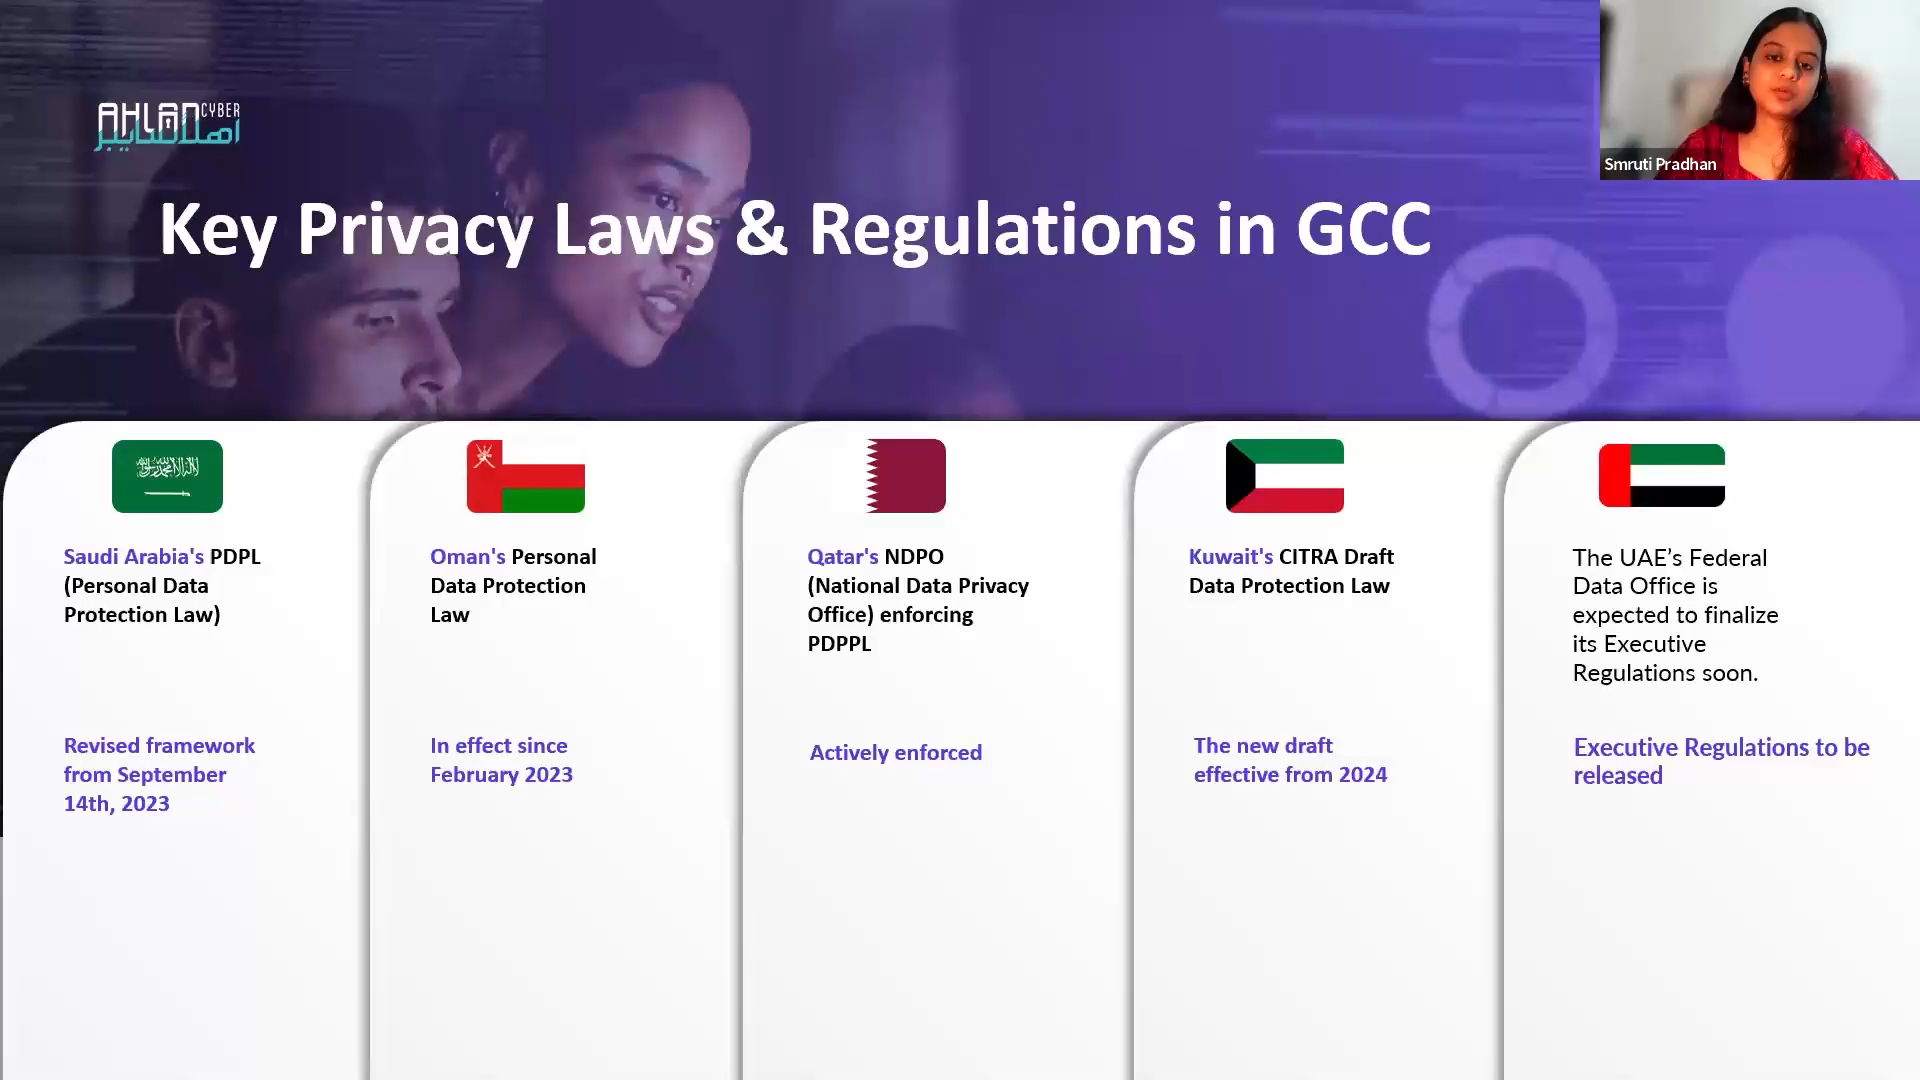 AHLAN CYBER
اهلا سايبر
Smruti Pradhan
Key Privacy Laws & Regulations in GCC
Saudi Arabia's PDPL
(Personal Data
Protection Law)
Revised framework
from September
14th, 2023
Oman's Personal
Data Protection
Law
In effect since
February 2023
Qatar's NDPO
(National Data Privacy
Office) enforcing
PDPPL
Actively enforced
Kuwait's CITRA Draft
Data Protection Law
The new draft
effective from 2024
The UAE’s Federal
Data Office is
expected to finalize
its Executive
Regulations soon.
Executive Regulations to be
released